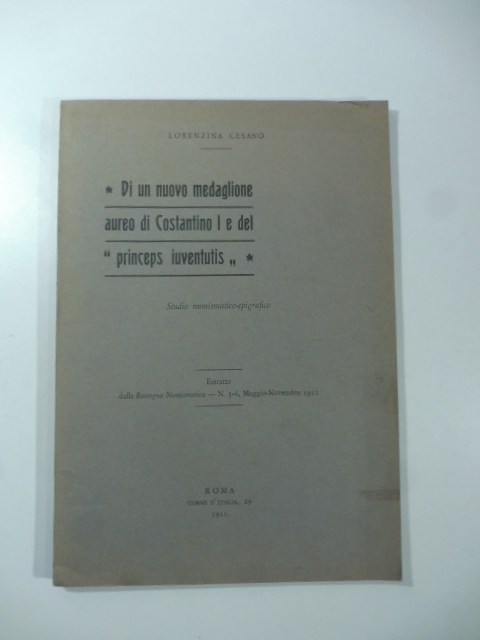 LORENZINA CESANO
* Di un nuovo medaglione
aureo di Costantino I e del
“ princeps iuventutis „ *
Studio numismatico-epigrafico
Estratto
dalla Rassegna Numismatica — N. 5-6, Maggio-Novembre 1911
ROMA
CORSO D'ITALIA, 29
1911.